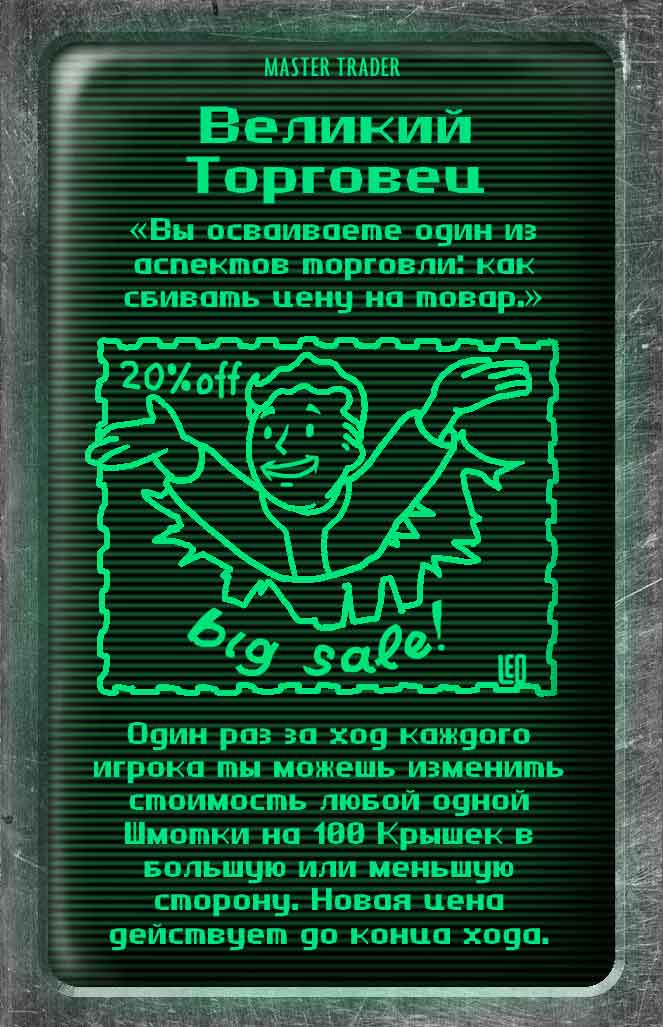 MASTER TRADER
Великий
Торговец
«Вы осваиваете один из
аспектов торговли: как
сбивать цену на товар.»
20% off
big sale!
LEO
Один раз за ход каждого
игрока ты можешь изменить
стоимость любой одной
Шмотки на 100 Крышек в
большую или меньшую
сторону. Новая цена
действует до конца хода.